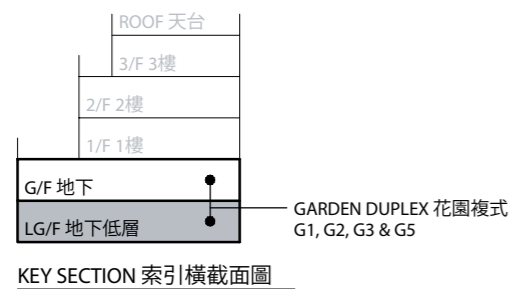 ROOF 天台
3/F 3樓
2/F 2樓
1/F 1樓
G/F 地下
LG/F 地下低層
GARDEN DUPLEX 花園複式
G1, G2, G3 & G5
KEY SECTION 索引橫截面圖